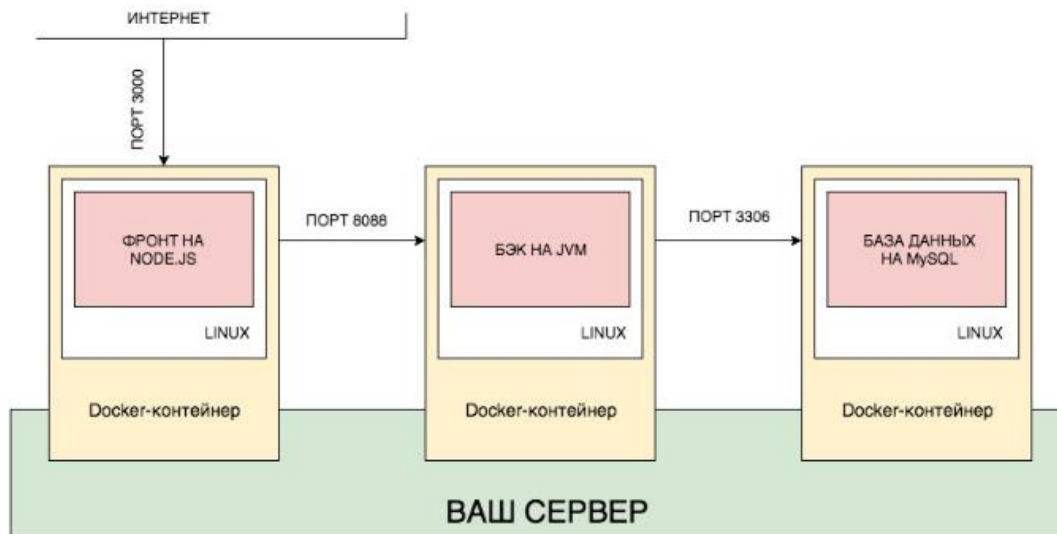 ИНТЕРНЕТ
ПОРТ 3000
ФРОНТ НА
NODE.JS
LINUX
Docker-контейнер
ПОРТ 8088
БЭК НА JVM
LINUX
Docker-контейнер
ПОРТ 3306
БАЗА ДАННЫХ
НА MySQL
LINUX
Docker-контейнер
ВАШ СЕРВЕР